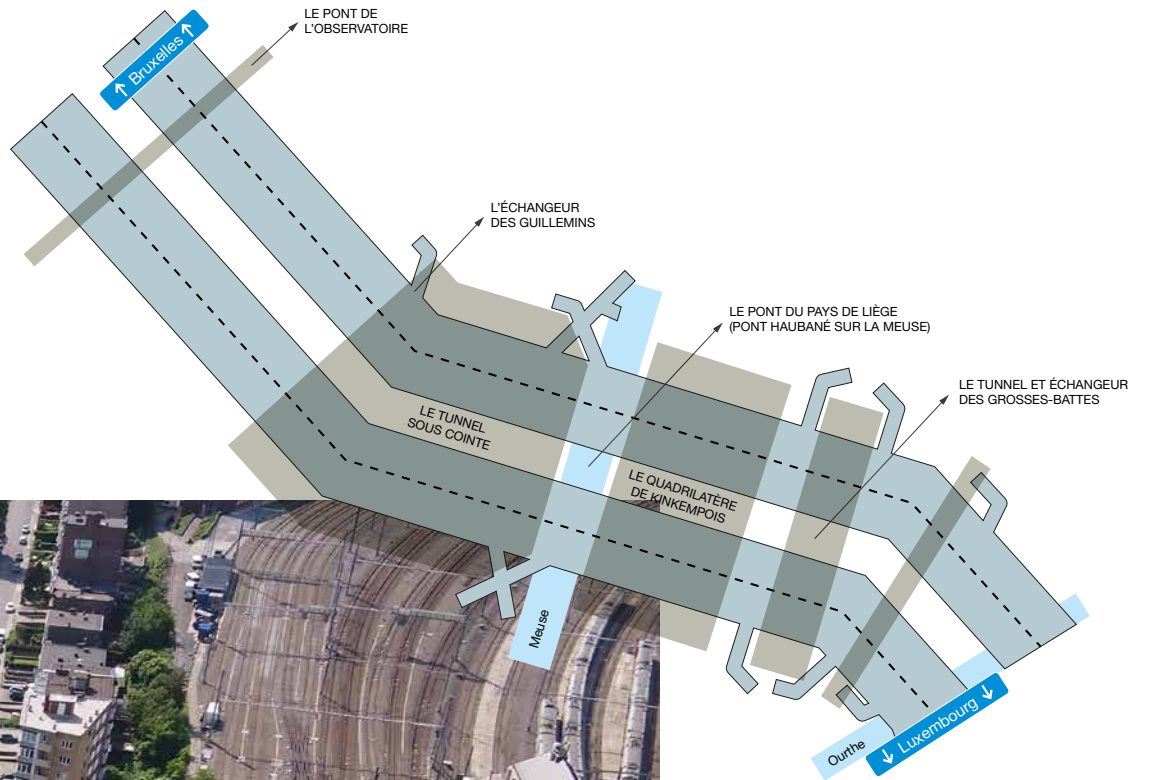 LE PONT DE
L'OBSERVATOIRE
↑ Bruxelles ↑
L'ÉCHANGEUR
DES GUILLEMINS
LE PONT DU PAYS DE LIÈGE
(PONT HAUBANÉ SUR LA MEUSE)
LE TUNNEL ET ÉCHANGEUR
DES GROSSES-BATTES
LE TUNNEL
SOUS COINTE
LE QUADRILATÈRE
DE KINKEMPOIS
Meuse
↓ Luxembourg ↓
Ourthe